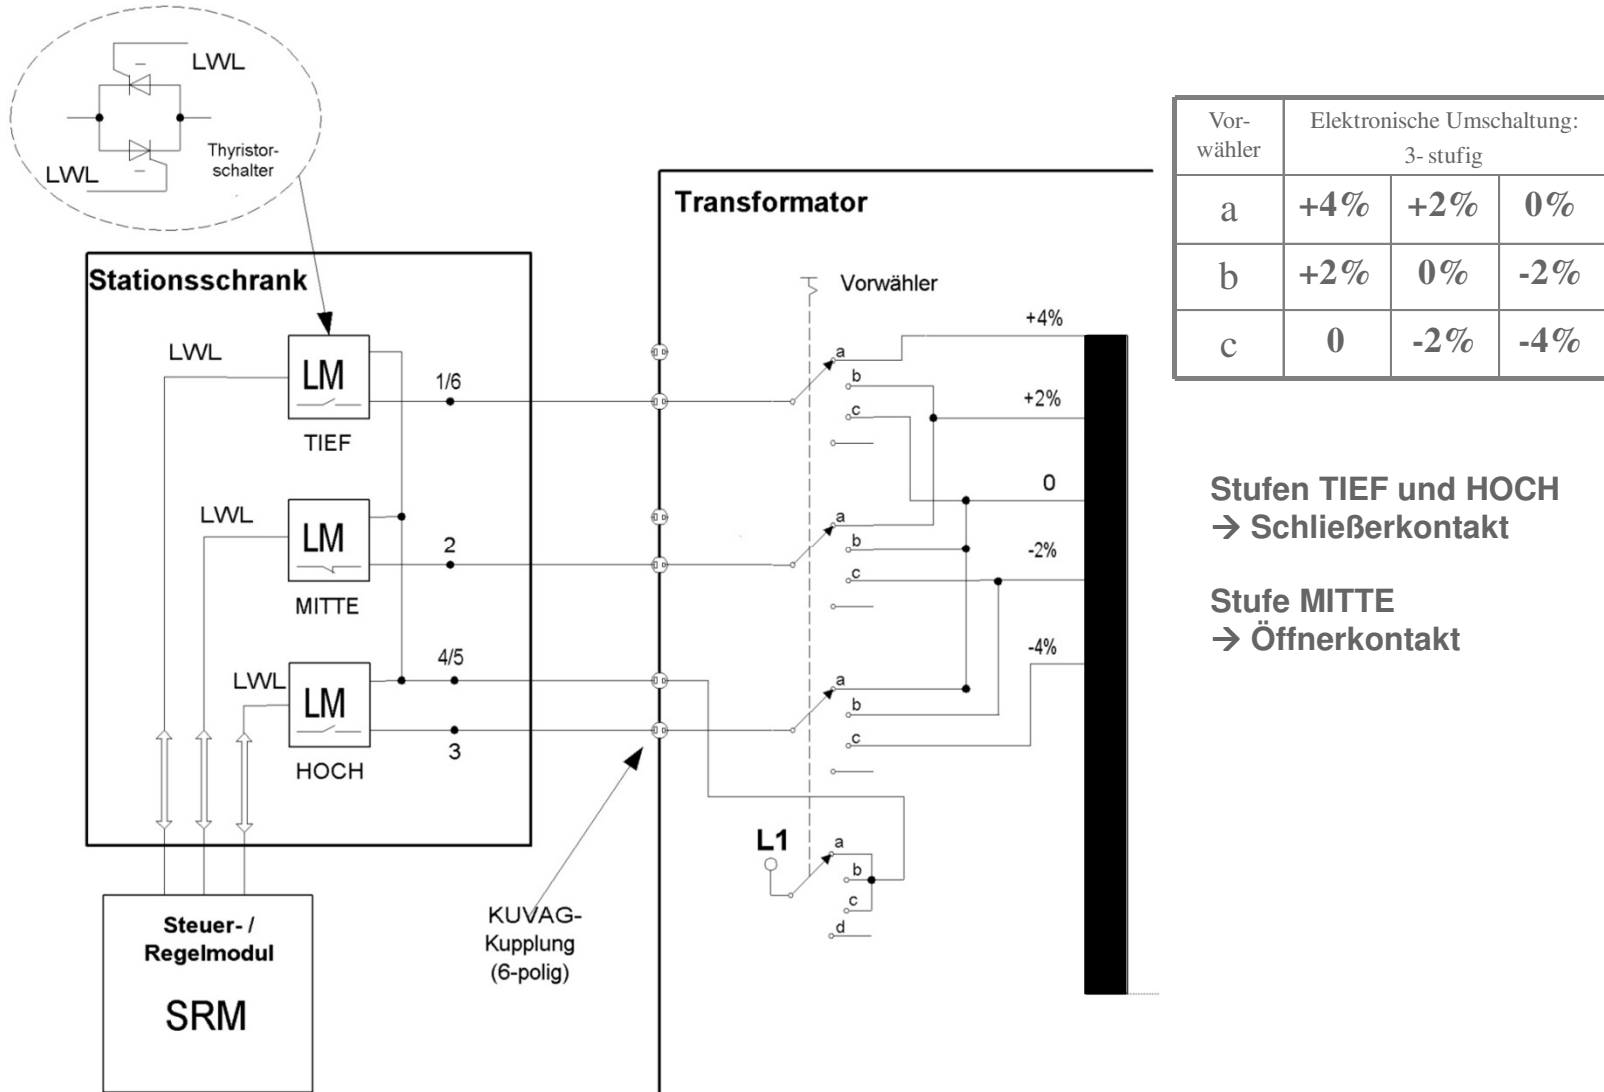 LWL
LWL
Thyristor-
schalter
Stationsschrank
LWL
LM
1/6
TIEF
LWL
LM
2
MITTE
LWL
LM
4/5
3
HOCH
Steuer- /
Regelmodul
SRM
KUVAG-
Kupplung
(6-polig)
Transformator
Vorwähler
a
b
c
+4%
+2%
0
a
b
c
-2%
-4%
a
b
c
L1
a
b
c
d
Vor-
wähler
Elektronische Umschaltung:
3- stufig
a +4% +2% 0%
b +2% 0% -2%
c 0 -2% -4%
Stufen TIEF und HOCH
→ Schließerkontakt
Stufe MITTE
→ Öffnerkontakt